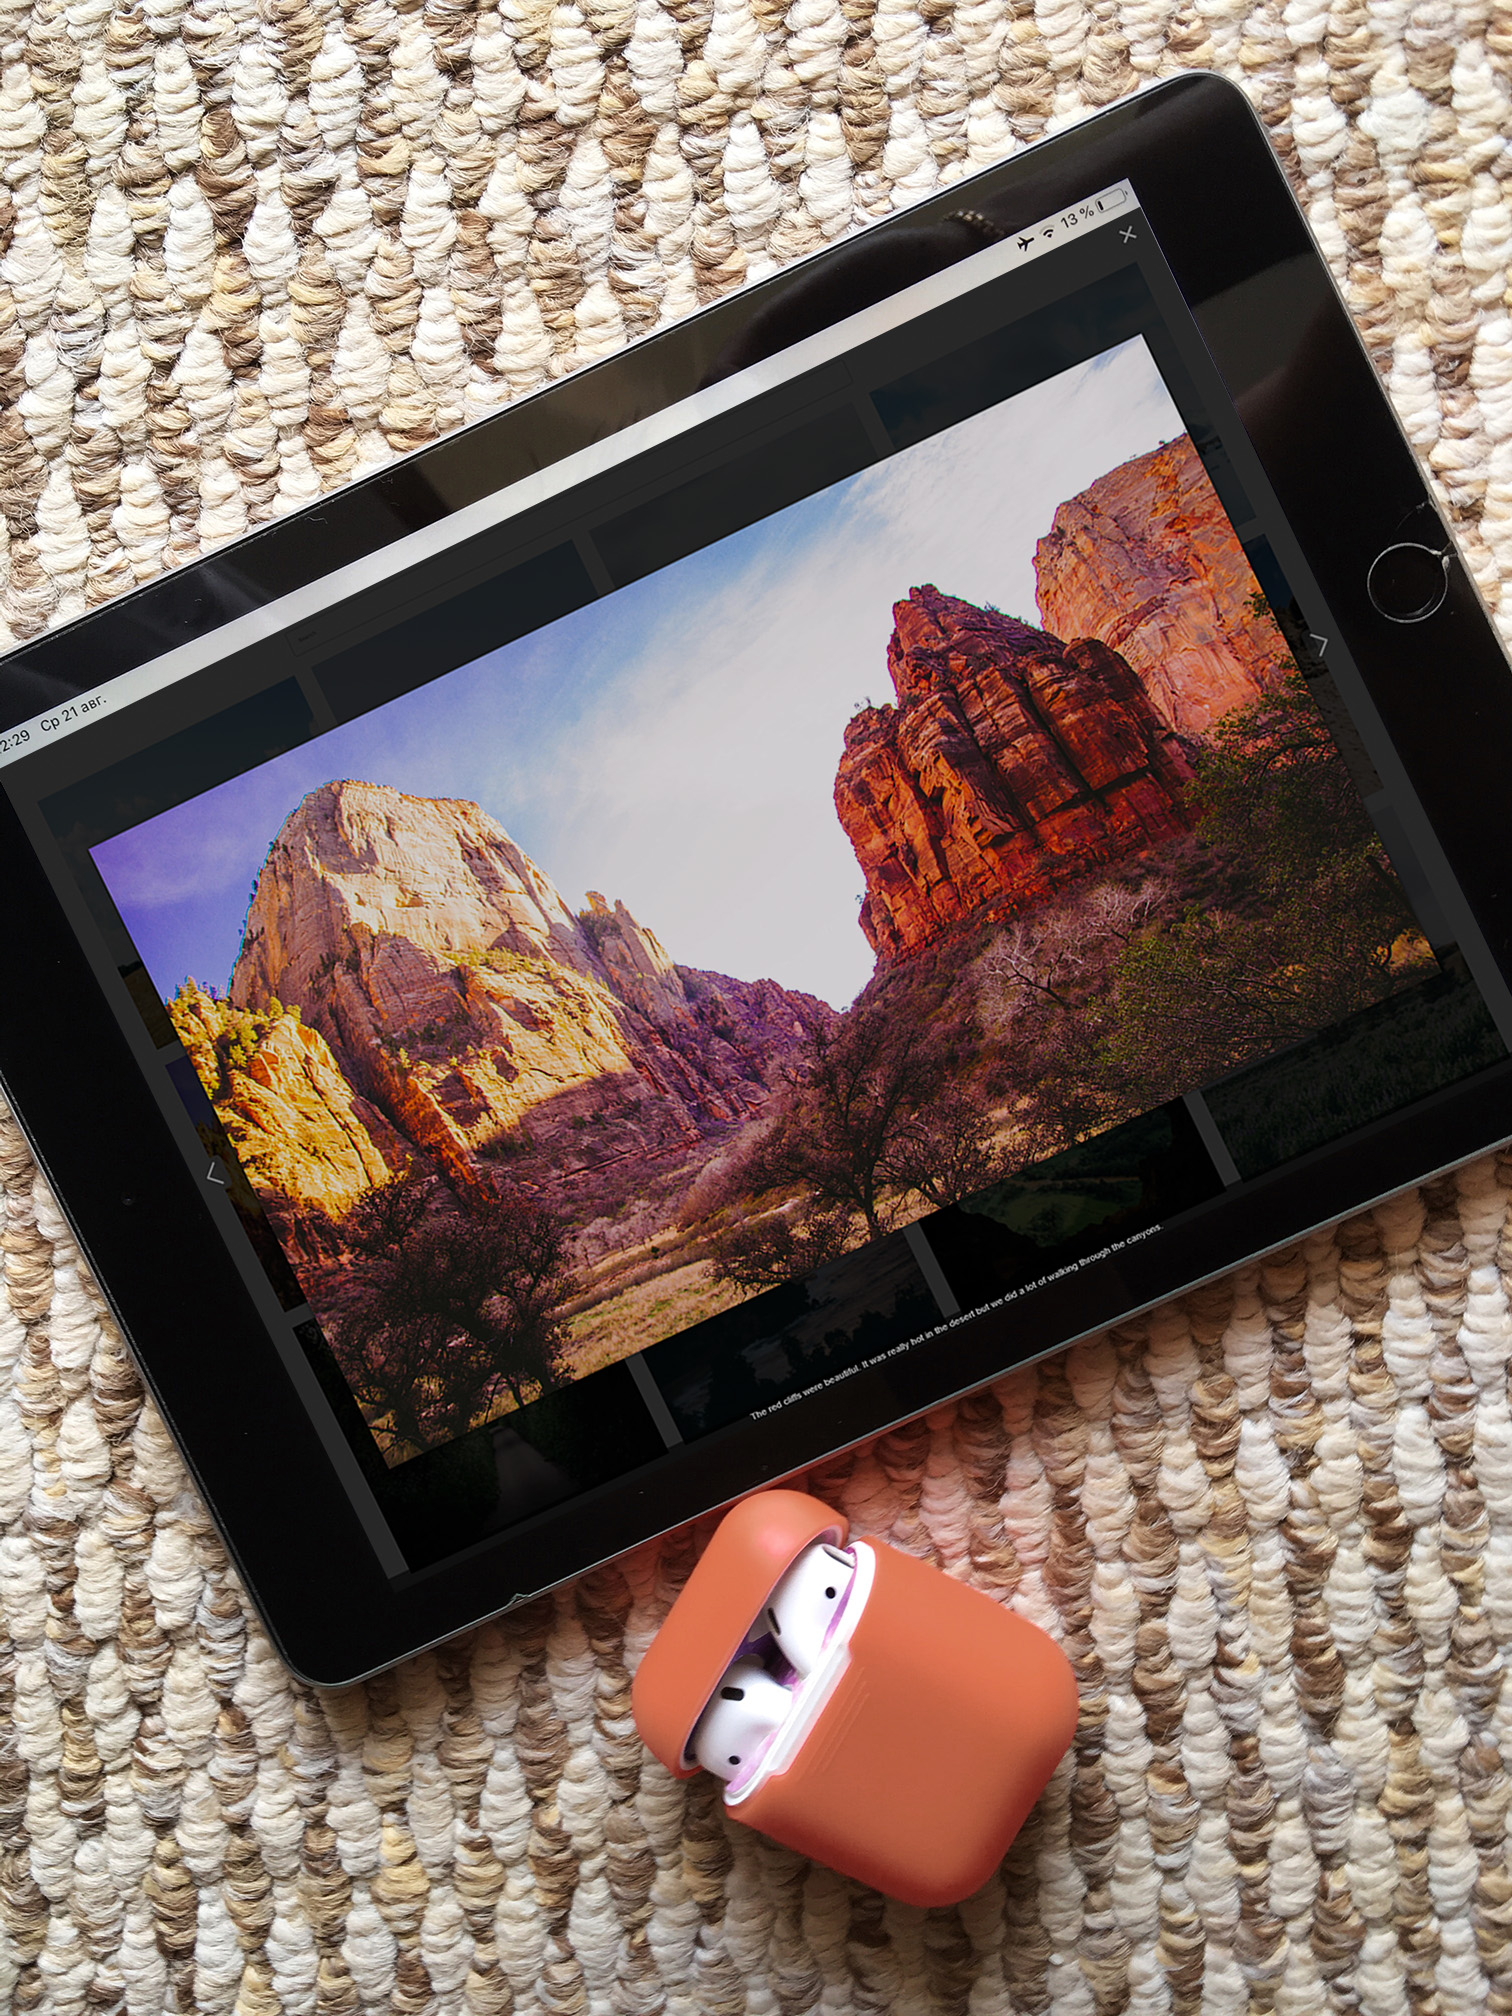 2:29 Ср 21 авг.
13 %
The red cliffs were beautiful. It was really hot in the desert but we did a lot of walking through the canyons.